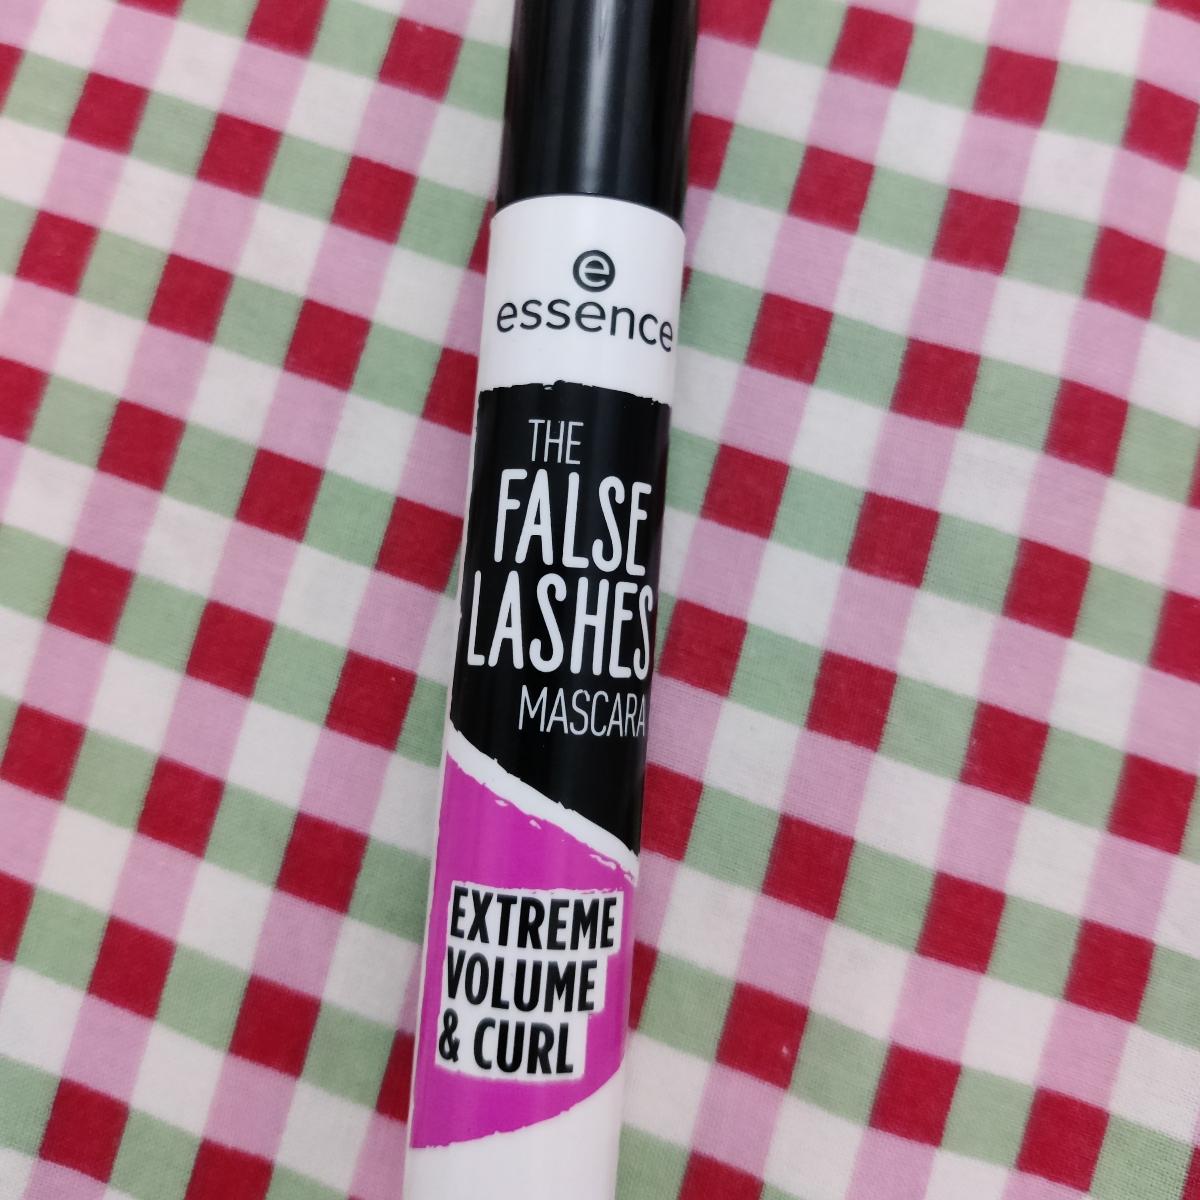 e
essence
THE
FALSE
LASHES
MASCARA
EXTREME
VOLUME
& CURL